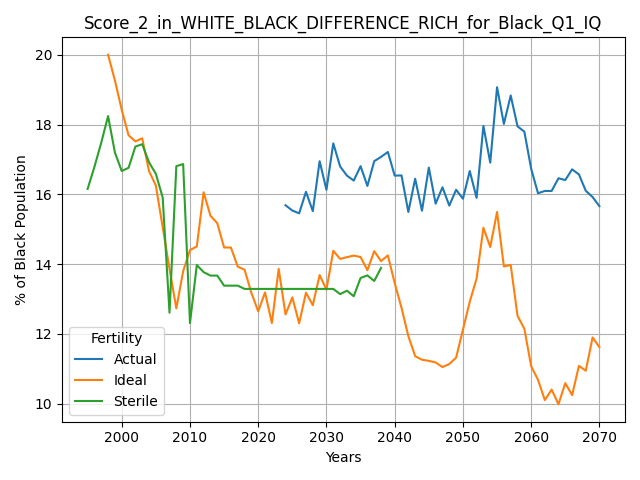 Score_2_in_WHITE_BLACK_DIFFERENCE_RICH_for_Black_Q1_IQ
% of Black Population
20
18
16
14
12
10
Fertility
Actual
Ideal
Sterile
2000 2010 2020 2030 2040 2050 2060 2070
Years